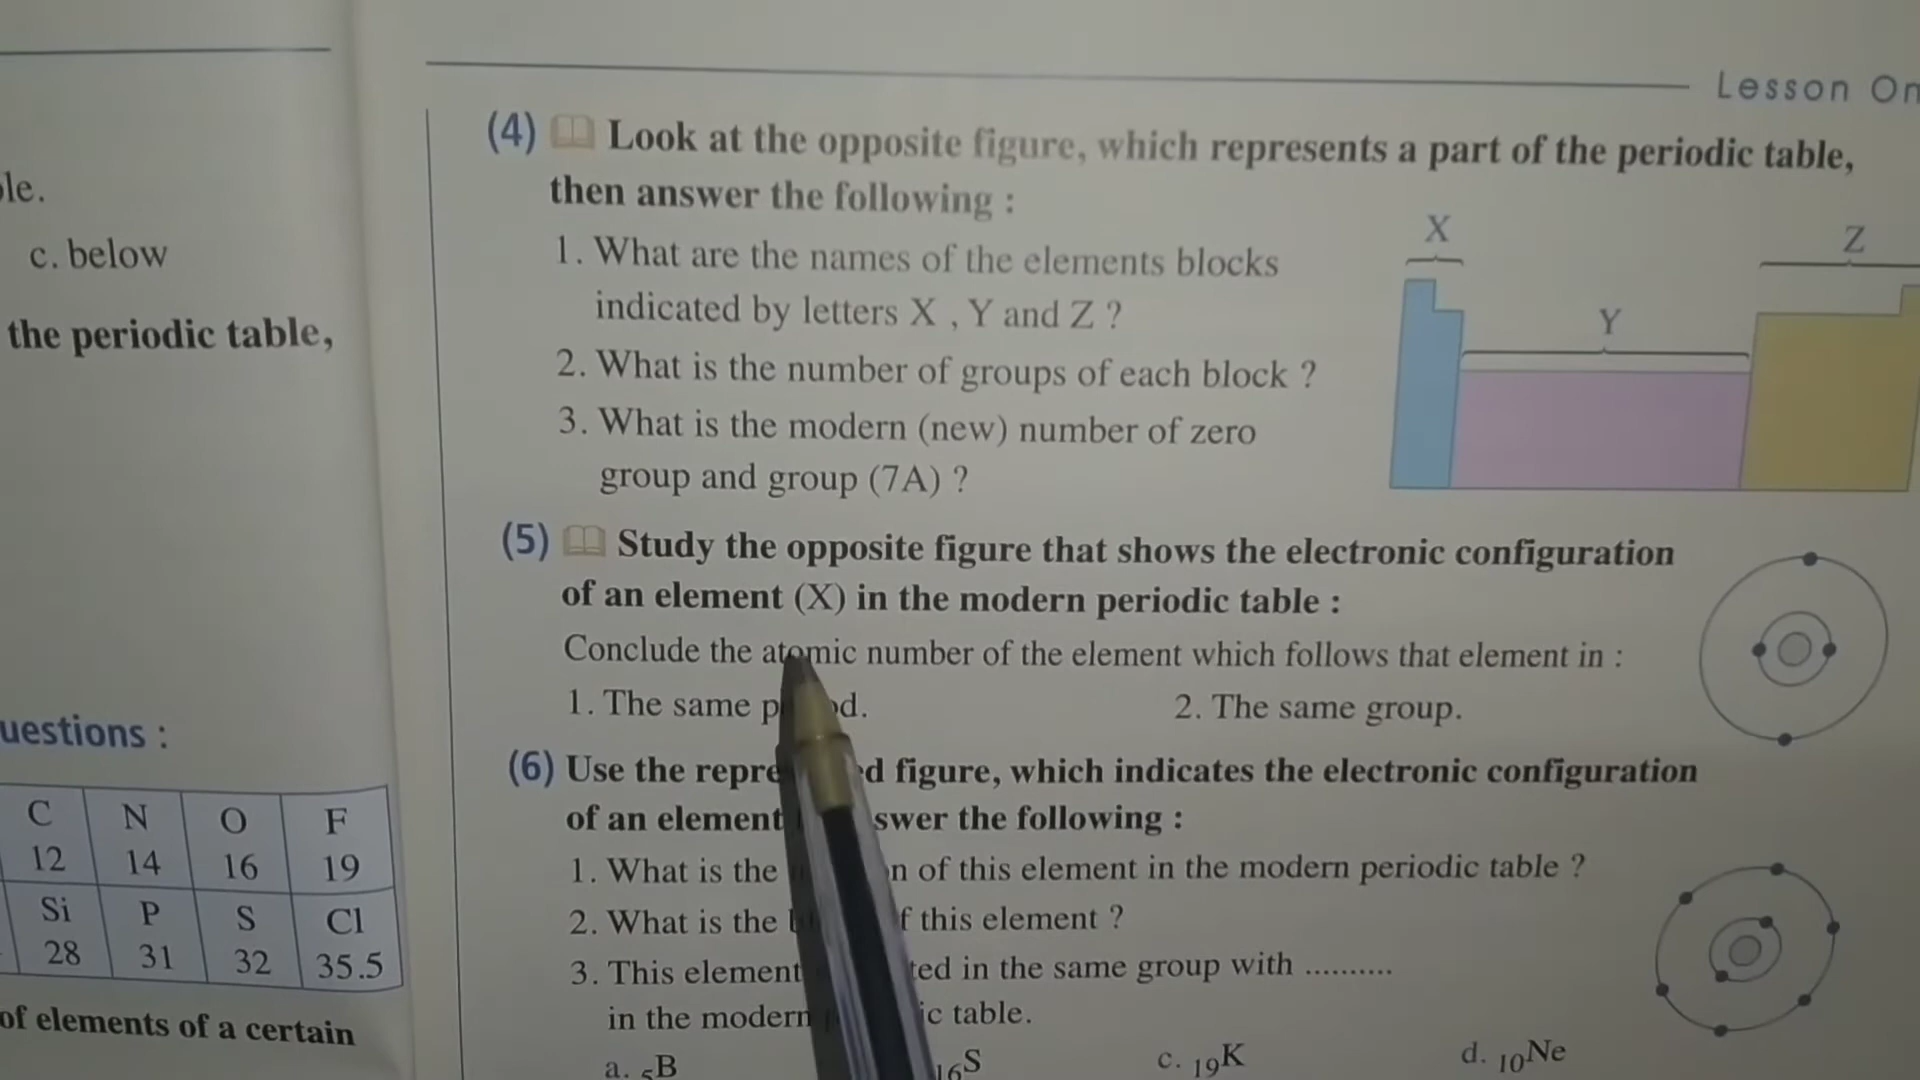 Lesson On
le.
c. below
the periodic table,
uestions :
C N O F
12 14 16 19
Si P S Cl
28 31 32 35.5
of elements of a certain
(4) Look at the opposite figure, which represents a part of the periodic table,
then answer the following :
1. What are the names of the elements blocks
indicated by letters X , Y and Z ?
2. What is the number of groups of each block ?
3. What is the modern (new) number of zero
group and group (7A) ?
X
Y
Z
(5) Study the opposite figure that shows the electronic configuration
of an element (X) in the modern periodic table :
Conclude the atomic number of the element which follows that element in :
1. The same p d.
2. The same group.
(6) Use the repre d figure, which indicates the electronic configuration
of an element swer the following :
1. What is the n of this element in the modern periodic table ?
2. What is the f this element ?
3. This element ted in the same group with ..........
in the modern ic table.
a. 5B 16S c. 19K d. 10Ne